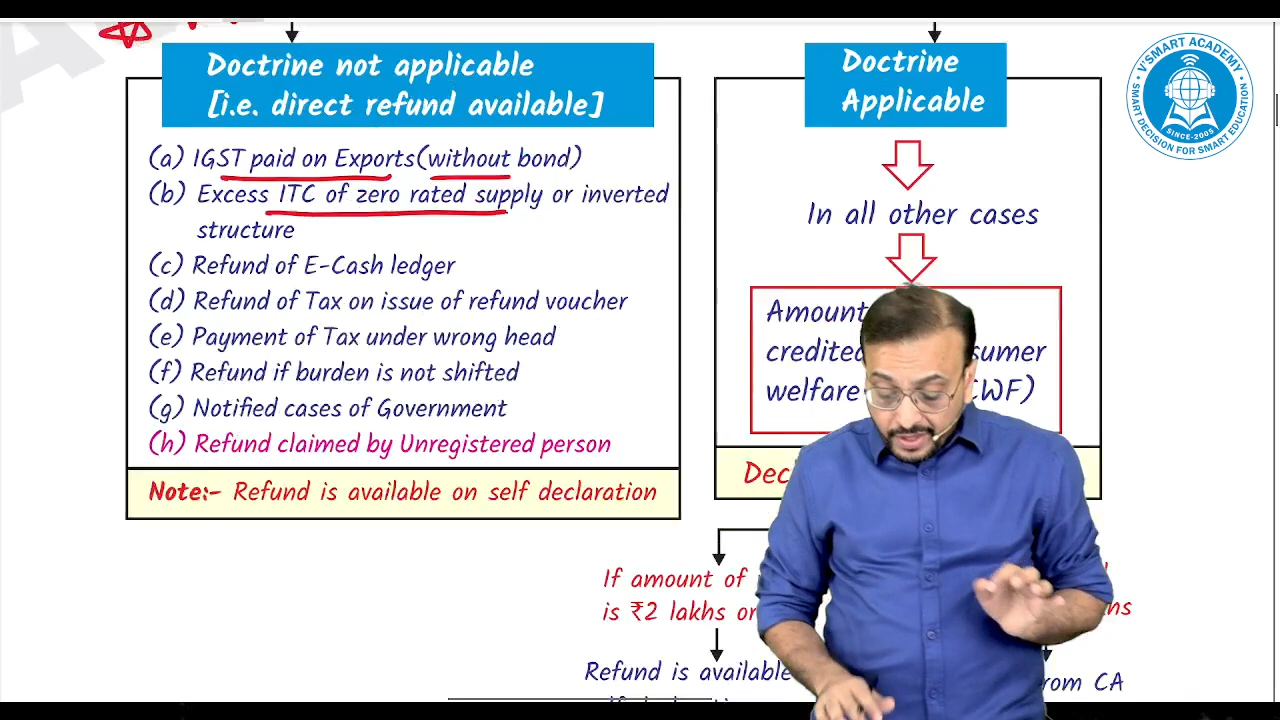 Doctrine not applicable
[i.e. direct refund available]
(a) IGST paid on Exports(without bond)
(b) Excess ITC of zero rated supply or inverted
structure
(c) Refund of E-Cash ledger
(d) Refund of Tax on issue of refund voucher
(e) Payment of Tax under wrong head
(f) Refund if burden is not shifted
(g) Notified cases of Government
(h) Refund claimed by Unregistered person
Note:- Refund is available on self declaration
Doctrine
Applicable
In all other cases
Amount
credited
welfare
If amount of
is ₹2 lakhs or
Refund is available
CA
V'SMART ACADEMY
SMART DECISION FOR SMART EDUCATION
SINCE-2005